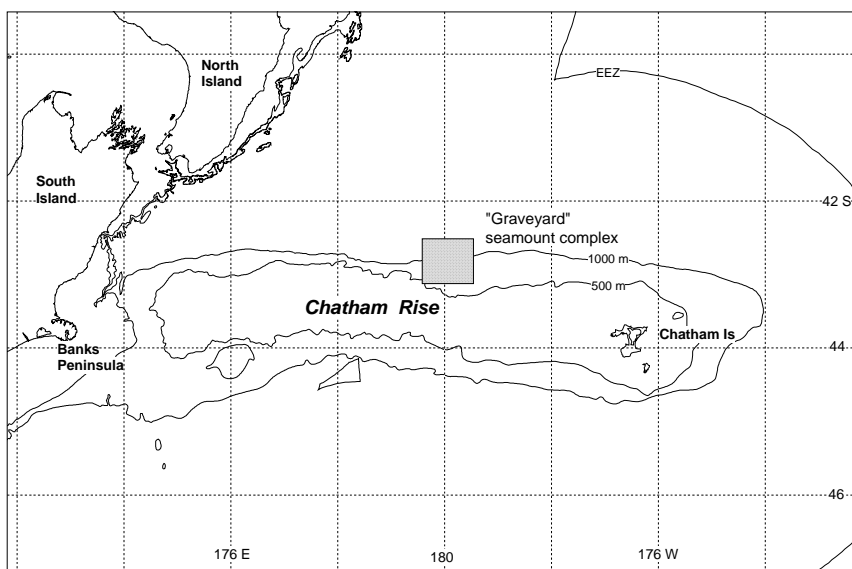 North
Island
EEZ
South
Island
42 S
"Graveyard"
seamount complex
1000 m
500 m
Chatham Rise
Chatham Is
Banks
Peninsula
44
46
176 E
180
176 W